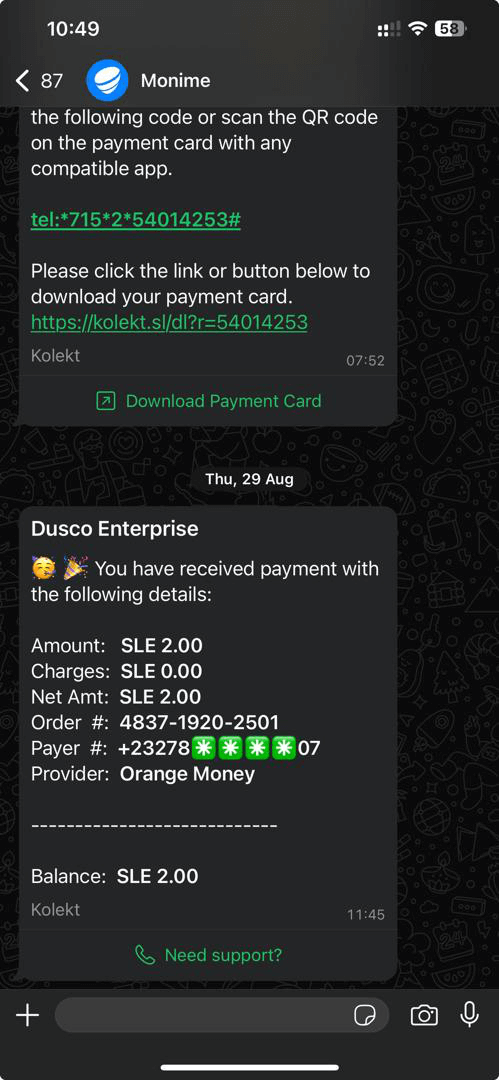 10:49
58
87
Monime
the following code or scan the QR code
on the payment card with any
compatible app.
tel:*715*2*54014253#
Please click the link or button below to
download your payment card.
https://kolekt.sl/dl?r=54014253
Kolekt
07:52
Download Payment Card
Thu, 29 Aug
Dusco Enterprise
🥳 🎉 You have received payment with
the following details:
Amount: SLE 2.00
Charges: SLE 0.00
Net Amt: SLE 2.00
Order #: 4837-1920-2501
Payer #: +23278✳️✳️✳️✳️07
Provider: Orange Money
----------------------------
Balance: SLE 2.00
Kolekt
11:45
Need support?